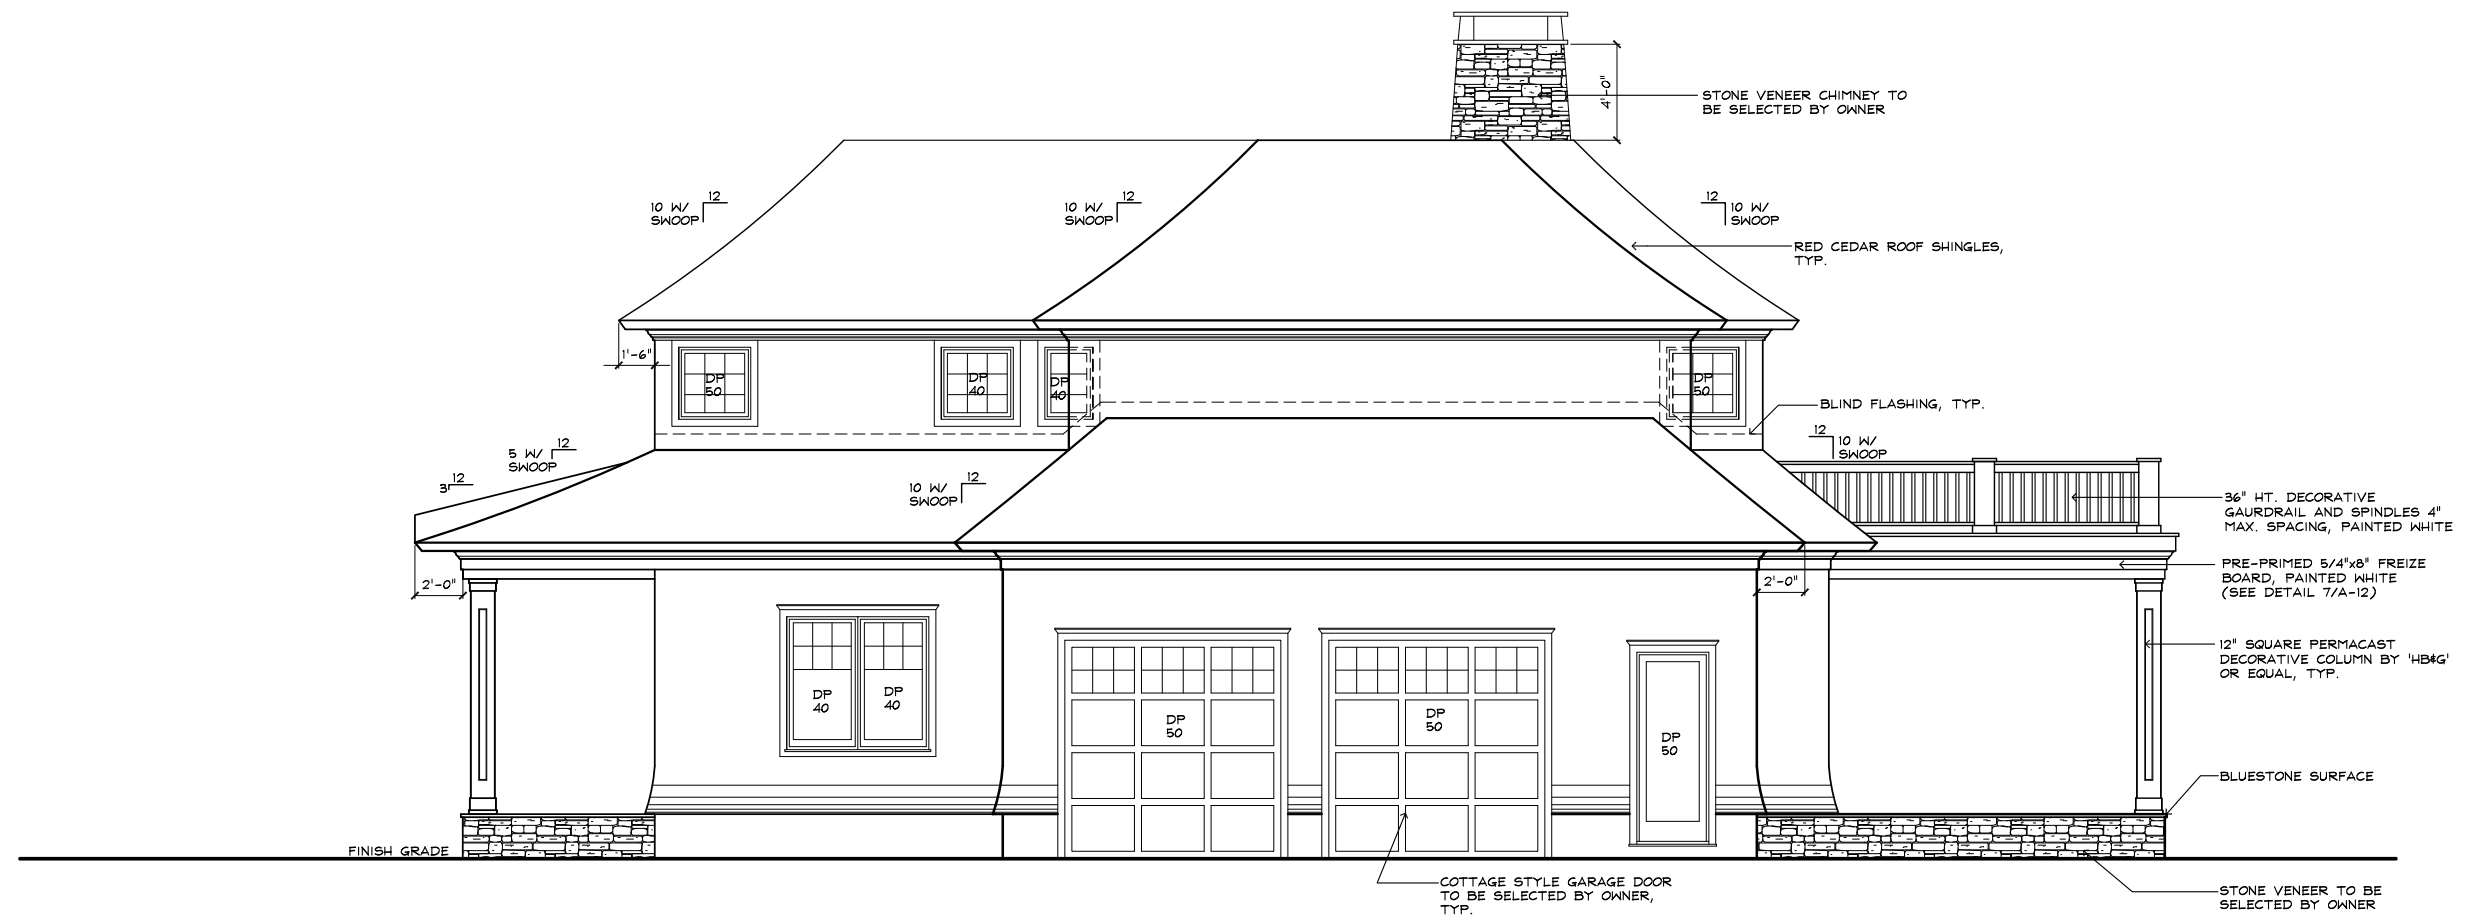 4'-0"
STONE VENEER CHIMNEY TO
BE SELECTED BY OWNER
12
10 W/
SWOOP
12
10 W/
SWOOP
12
10 W/
SWOOP
RED CEDAR ROOF SHINGLES,
TYP.
1'-6"
DP
50
DP
40
DP
40
DP
50
BLIND FLASHING, TYP.
12
5 W/
SWOOP
12
3
12
10 W/
SWOOP
12
10 W/
SWOOP
36" HT. DECORATIVE
GAURDRAIL AND SPINDLES 4"
MAX. SPACING, PAINTED WHITE
2'-0"
2'-0"
PRE-PRIMED 5/4"x8" FREIZE
BOARD, PAINTED WHITE
(SEE DETAIL 7/A-12)
12" SQUARE PERMACAST
DECORATIVE COLUMN BY 'HB&G'
OR EQUAL, TYP.
DP
40
DP
40
DP
50
DP
50
DP
50
BLUESTONE SURFACE
FINISH GRADE
COTTAGE STYLE GARAGE DOOR
TO BE SELECTED BY OWNER,
TYP.
STONE VENEER TO BE
SELECTED BY OWNER